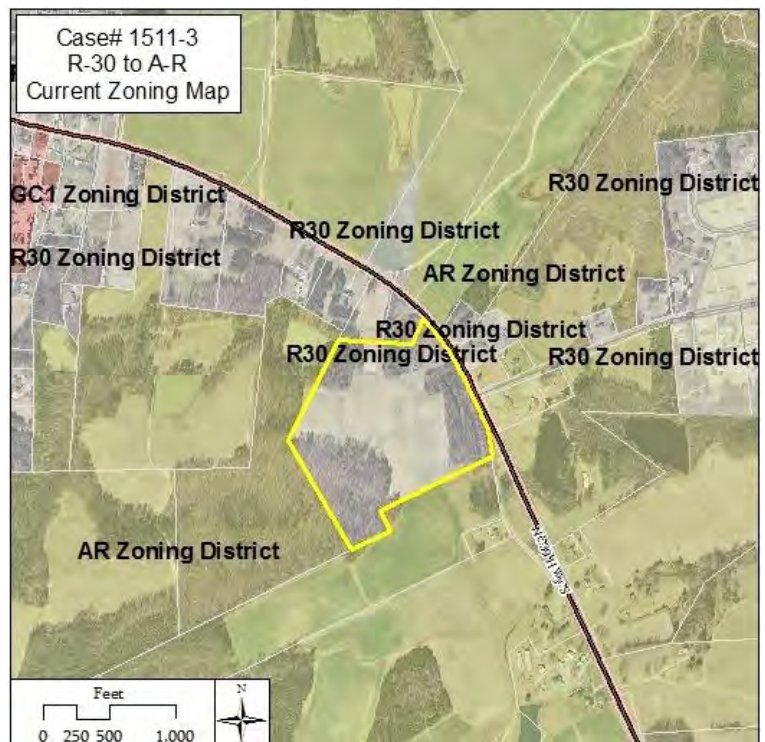 Case# 1511-3
R-30 to A-R
Current Zoning Map
R30 Zoning District
GC1 Zoning District
R30 Zoning District
R30 Zoning District
AR Zoning District
R30 Zoning District
R30 Zoning District
R30 Zoning District
AR Zoning District
Feet
0 250 500 1,000
N